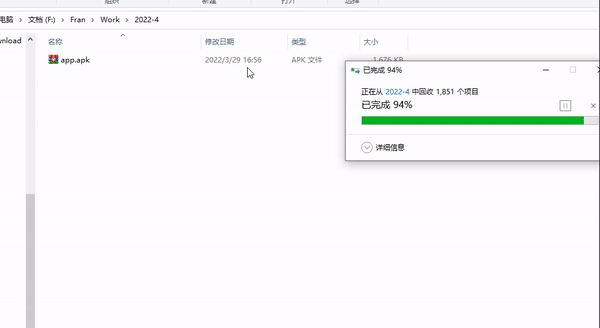 组织
新建
打开
选择
电脑 > 文档 (F:) > Fran > Work > 2022-4
wnload
名称
修改日期
类型
大小
app.apk
2022/3/29 16:56
APK 文件
1,676 KB
已完成 94%
正在从 2022-4 中回收 1,851 个项目
已完成 94%
详细信息